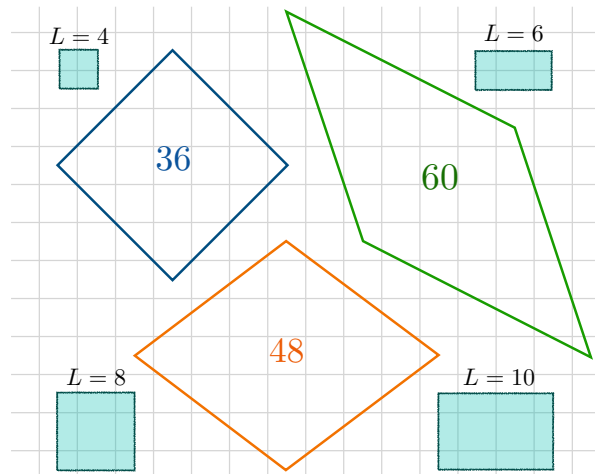 L = 4
L = 6
36
60
48
L = 8
L = 10